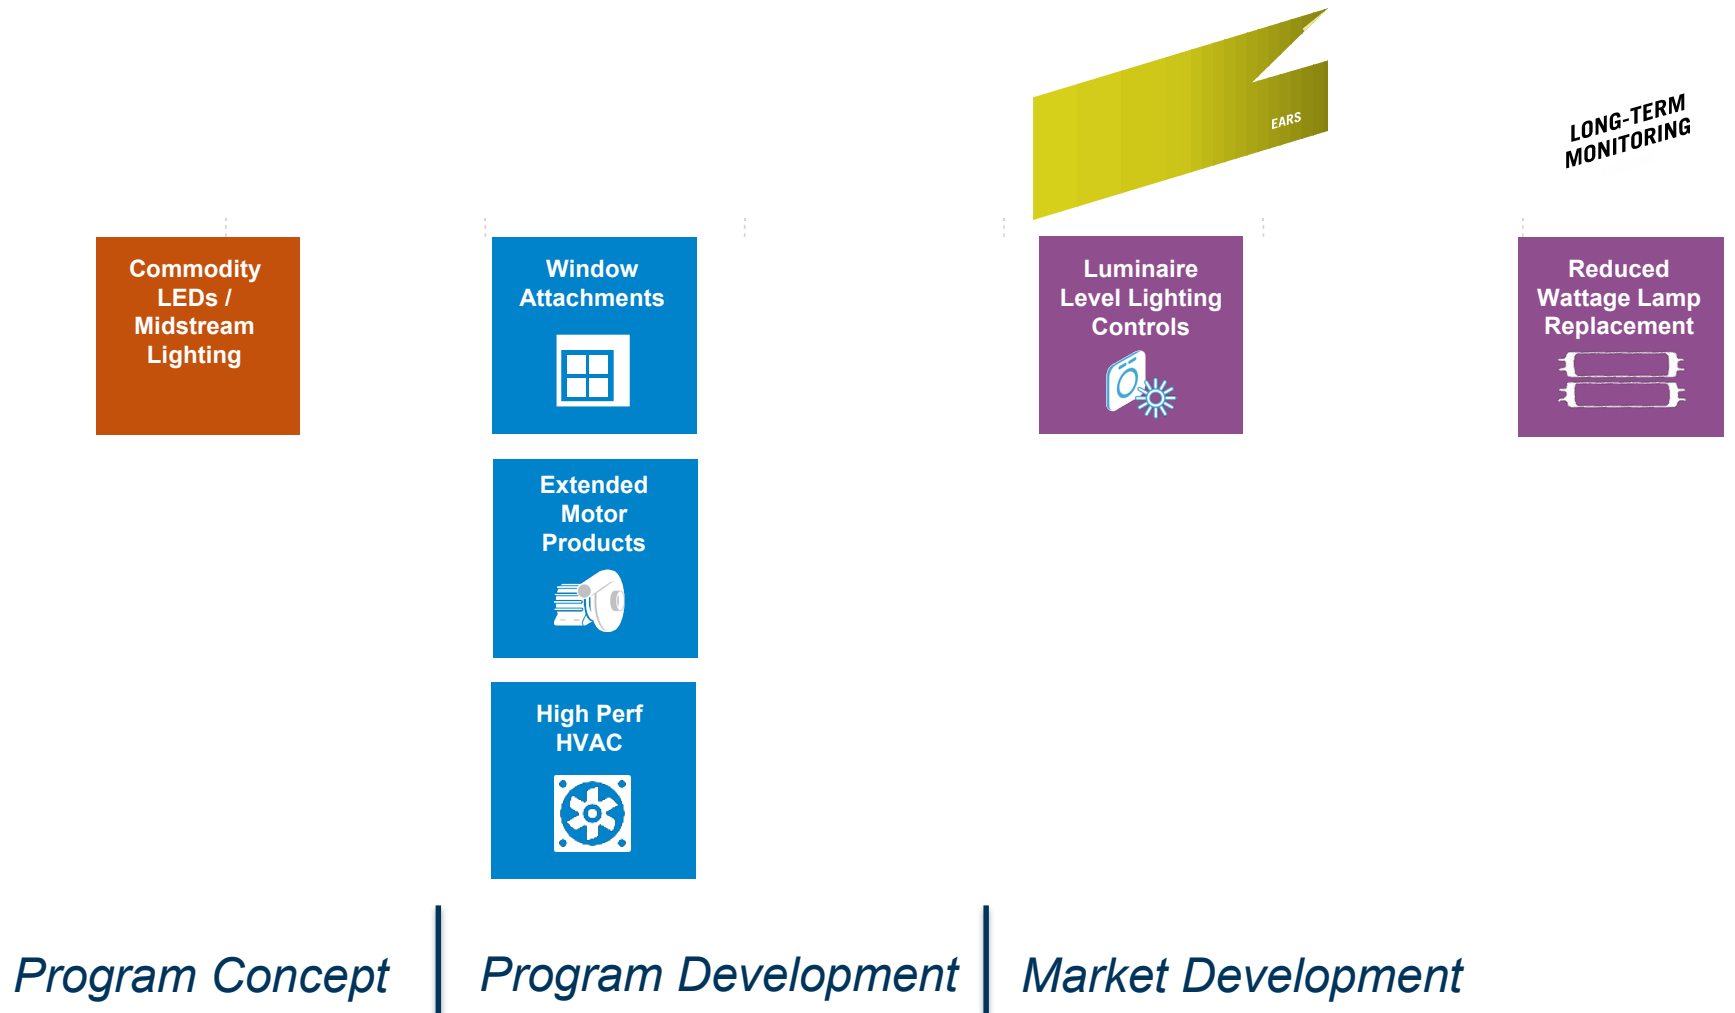 EARS
LONG-TERM
MONITORING
Commodity
LEDs /
Midstream
Lighting
Window
Attachments
Luminaire
Level Lighting
Controls
Reduced
Wattage Lamp
Replacement
Extended
Motor
Products
High Perf
HVAC
Program Concept
Program Development
Market Development